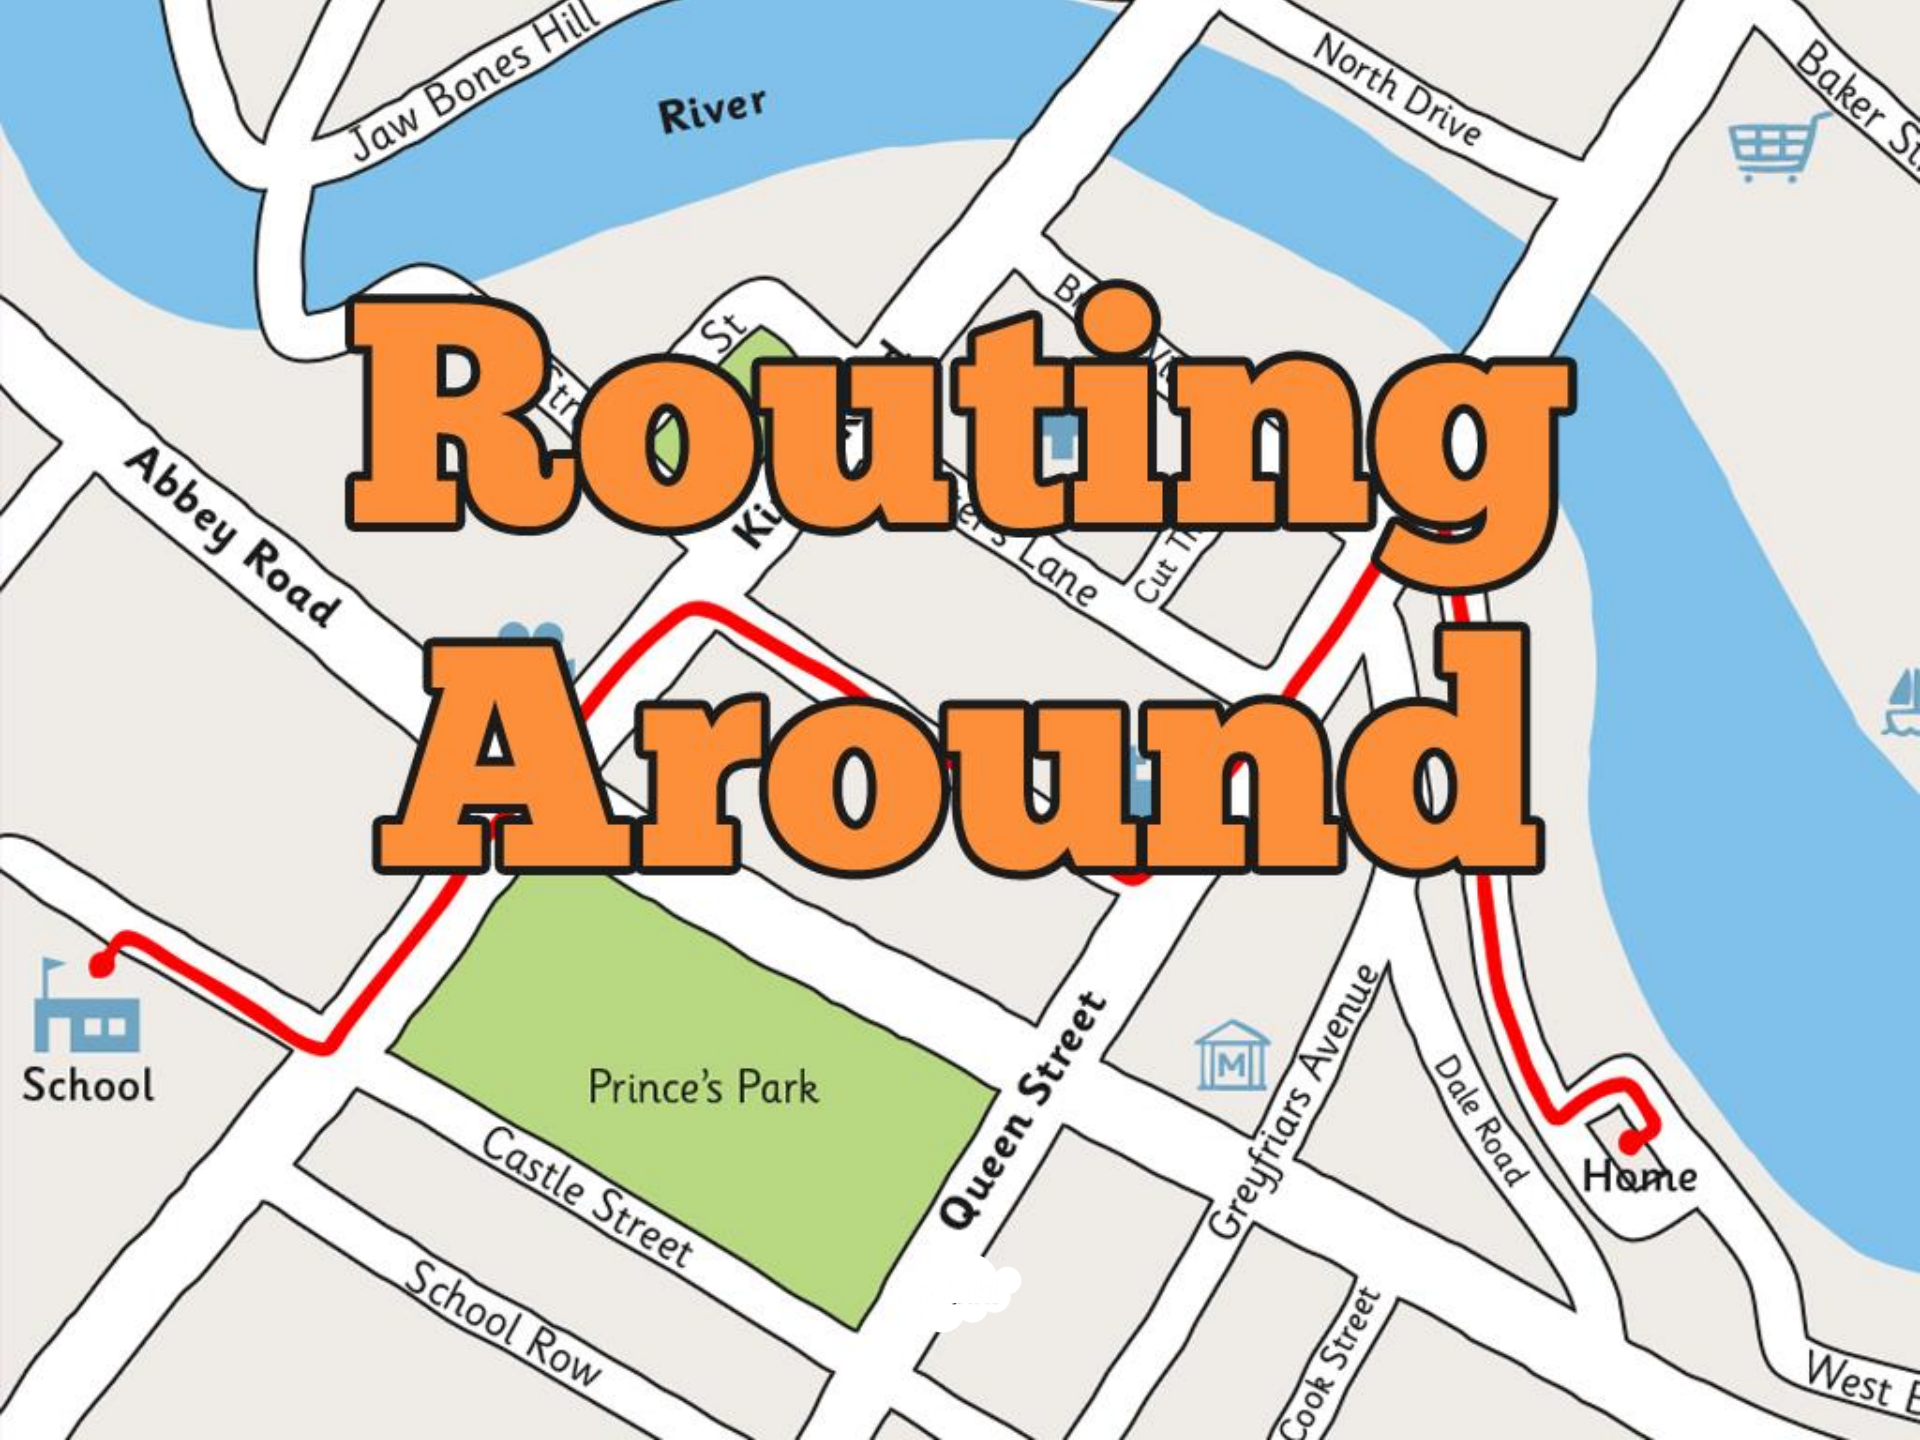 Jaw Bones Hill
River
North Drive
Baker
St
Routing
Abbey Road
Lane
Cut
Around
School
Prince's Park
Castle Street
School Row
Queen Street
M
Greyfriars Avenue
Dale Road
Home
Cook Street
West